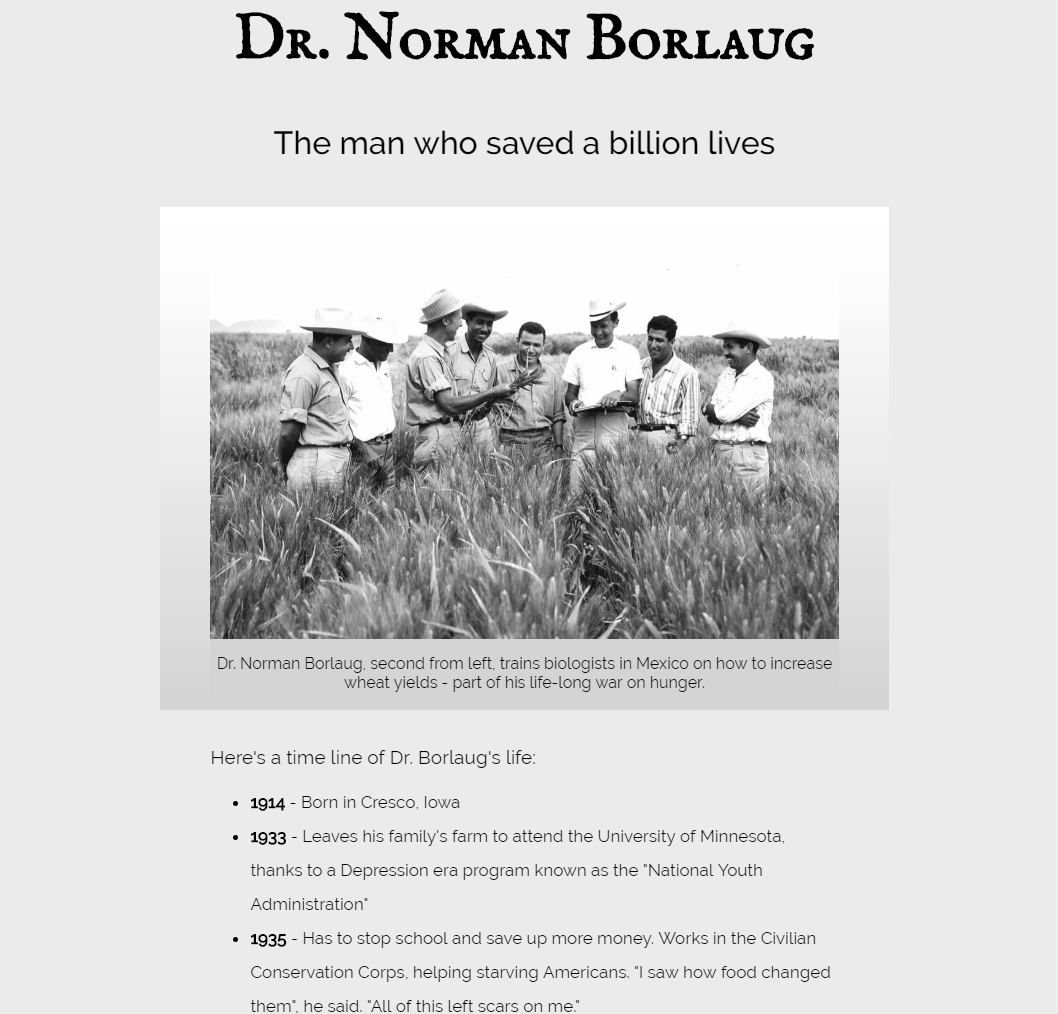 Dr. Norman Borlaug
The man who saved a billion lives
Dr. Norman Borlaug, second from left, trains biologists in Mexico on how to increase
wheat yields - part of his life-long war on hunger.
Here's a time line of Dr. Borlaug's life:
• 1914 - Born in Cresco, Iowa
• 1933 - Leaves his family's farm to attend the University of Minnesota,
thanks to a Depression era program known as the "National Youth
Administration"
• 1935 - Has to stop school and save up more money. Works in the Civilian
Conservation Corps, helping starving Americans. "I saw how food changed
them", he said. "All of this left scars on me."